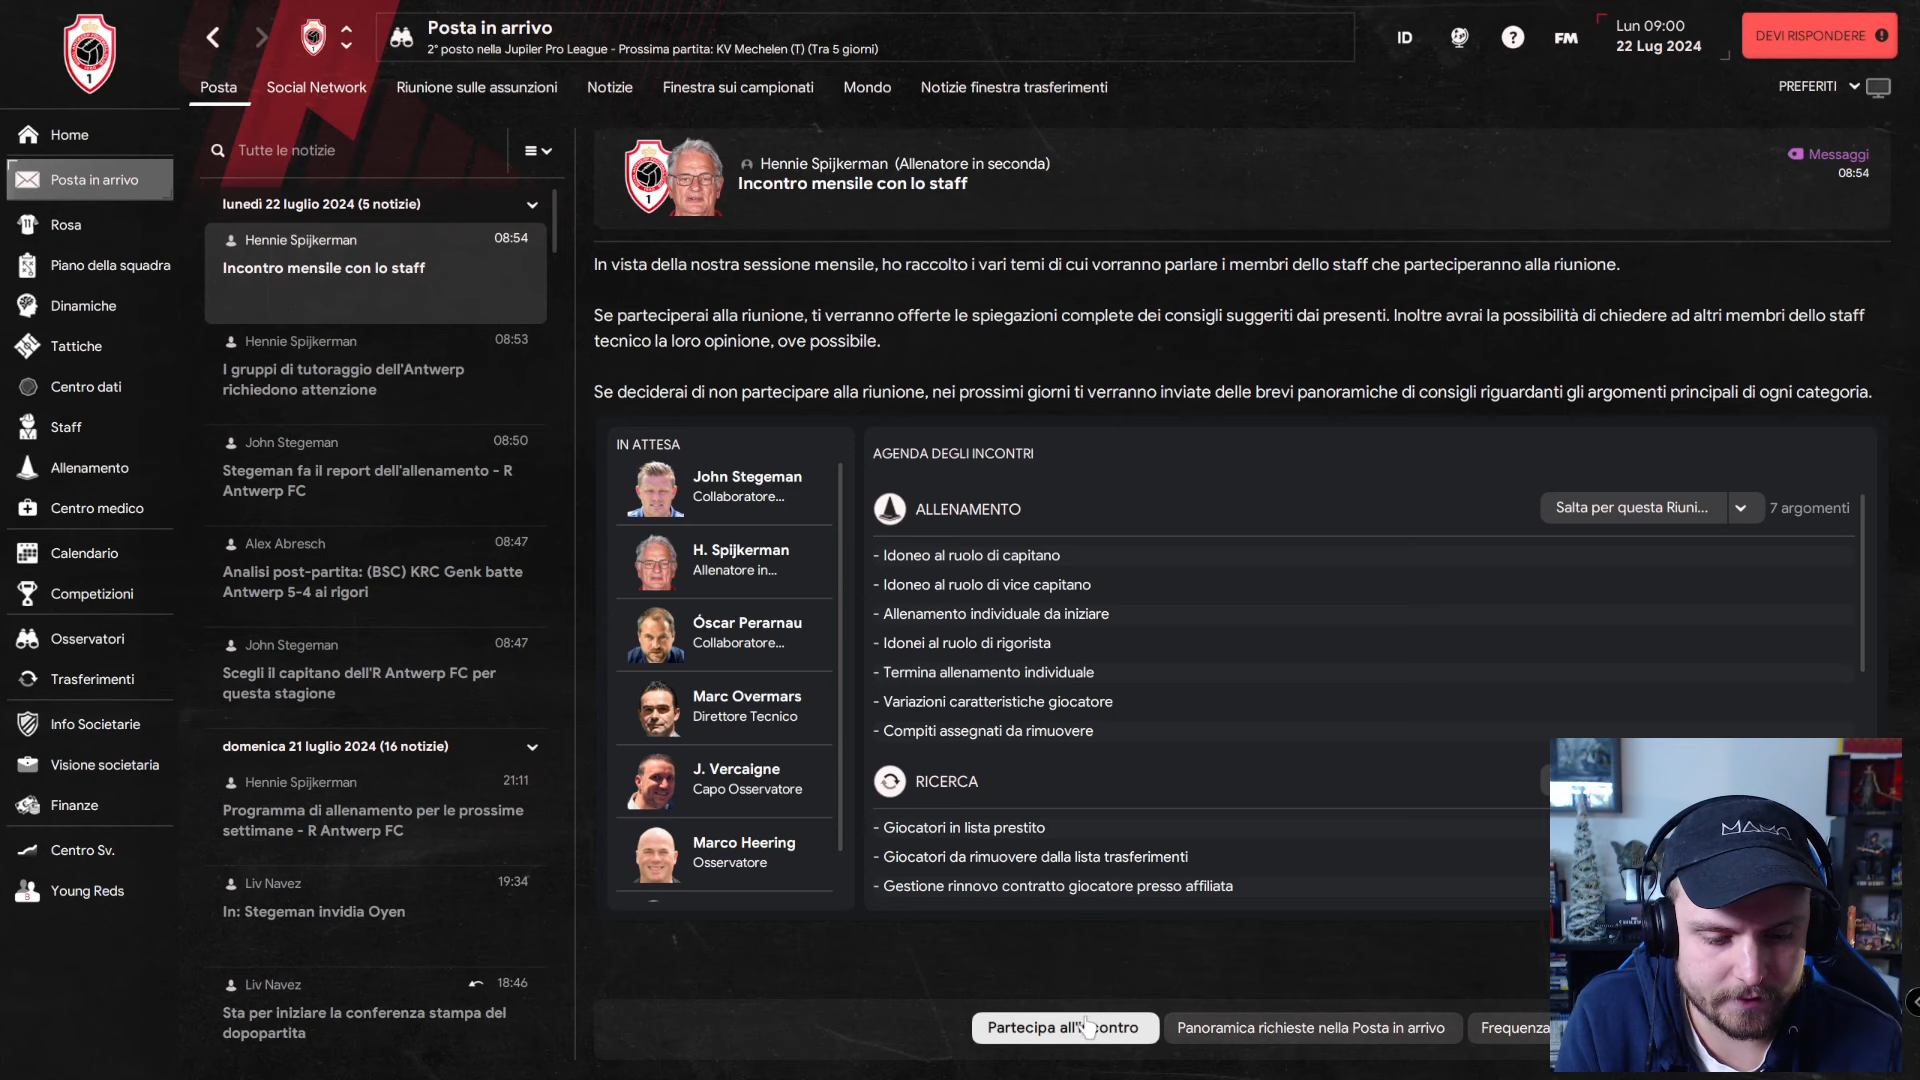 Posta in arrivo
2° posto nella Jupiler Pro League - Prossima partita: KV Mechelen (T) (Tra 5 giorni)
ID
FM
Lun 09:00
22 Lug 2024
DEVI RISPONDERE
Posta
Social Network
Riunione sulle assunzioni
Notizie
Finestra sui campionati
Mondo
Notizie finestra trasferimenti
PREFERITI
Home
Posta in arrivo
Rosa
Piano della squadra
Dinamiche
Tattiche
Centro dati
Staff
Allenamento
Centro medico
Calendario
Competizioni
Osservatori
Trasferimenti
Info Societarie
Visione societaria
Finanze
Centro Sv.
Young Reds
Tutte le notizie
lunedì 22 luglio 2024 (5 notizie)
Hennie Spijkerman 08:54
Incontro mensile con lo staff
Hennie Spijkerman 08:53
I gruppi di tutoraggio dell'Antwerp
richiedono attenzione
John Stegeman 08:50
Stegeman fa il report dell'allenamento - R
Antwerp FC
Alex Abresch 08:47
Analisi post-partita: (BSC) KRC Genk batte
Antwerp 5-4 ai rigori
John Stegeman 08:47
Scegli il capitano dell'R Antwerp FC per
questa stagione
domenica 21 luglio 2024 (16 notizie)
Hennie Spijkerman 21:11
Programma di allenamento per le prossime
settimane - R Antwerp FC
Liv Navez 19:34
In: Stegeman invidia Oyen
Liv Navez 18:46
Sta per iniziare la conferenza stampa del
dopopartita
Hennie Spijkerman (Allenatore in seconda)
Incontro mensile con lo staff
Messaggi
08:54
In vista della nostra sessione mensile, ho raccolto i vari temi di cui vorranno parlare i membri dello staff che parteciperanno alla riunione.
Se parteciperai alla riunione, ti verranno offerte le spiegazioni complete dei consigli suggeriti dai presenti. Inoltre avrai la possibilità di chiedere ad altri membri dello staff
tecnico la loro opinione, ove possibile.
Se deciderai di non partecipare alla riunione, nei prossimi giorni ti verranno inviate delle brevi panoramiche di consigli riguardanti gli argomenti principali di ogni categoria.
IN ATTESA
John Stegeman
Collaboratore...
H. Spijkerman
Allenatore in...
Óscar Perarnau
Collaboratore...
Marc Overmars
Direttore Tecnico
J. Vercaigne
Capo Osservatore
Marco Heering
Osservatore
AGENDA DEGLI INCONTRI
ALLENAMENTO
Salta per questa Riuni...
7 argomenti
- Idoneo al ruolo di capitano
- Idoneo al ruolo di vice capitano
- Allenamento individuale da iniziare
- Idonei al ruolo di rigorista
- Termina allenamento individuale
- Variazioni caratteristiche giocatore
- Compiti assegnati da rimuovere
RICERCA
- Giocatori in lista prestito
- Giocatori da rimuovere dalla lista trasferimenti
- Gestione rinnovo contratto giocatore presso affiliata
Partecipa all'incontro
Panoramica richieste nella Posta in arrivo
Frequenza